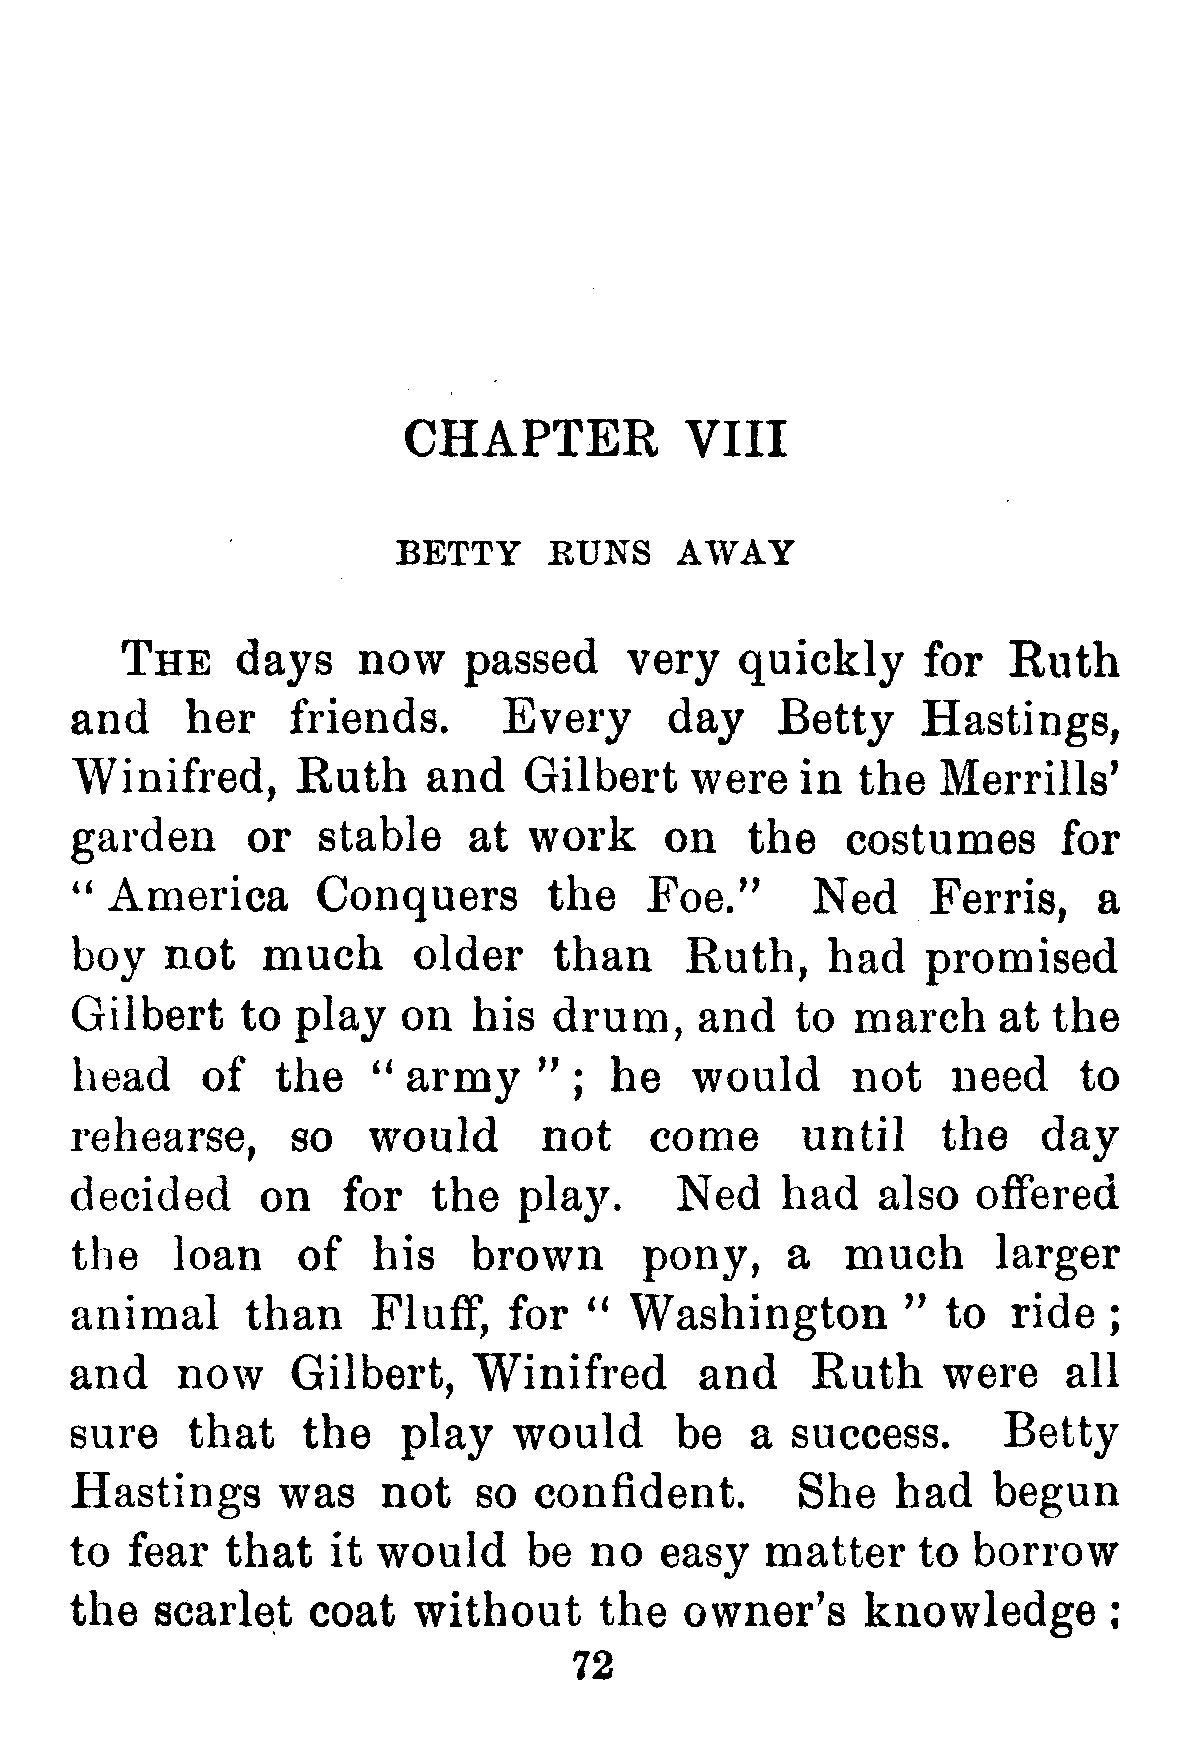 CHAPTER VIII
BETTY RUNS AWAY
THE days now passed very quickly for Ruth
and her friends. Every day Betty Hastings,
Winifred, Ruth and Gilbert were in the Merrills'
garden or stable at work on the costumes for
“ America Conquers the Foe.” Ned Ferris, a
boy not much older than Ruth, had promised
Gilbert to play on his drum, and to march at the
head of the “ army ” ; he would not need to
rehearse, so would not come until the day
decided on for the play. Ned had also offered
the loan of his brown pony, a much larger
animal than Fluff, for “ Washington ” to ride ;
and now Gilbert, Winifred and Ruth were all
sure that the play would be a success. Betty
Hastings was not so confident. She had begun
to fear that it would be no easy matter to borrow
the scarlet coat without the owner's knowledge ;
72